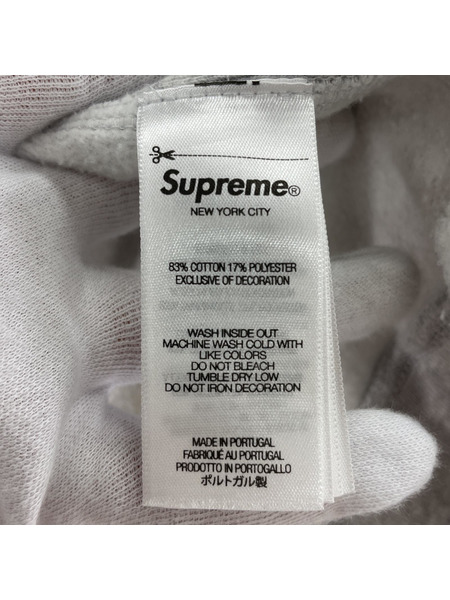 Supreme®
NEW YORK CITY
83% COTTON 17% POLYESTER
EXCLUSIVE OF DECORATION
WASH INSIDE OUT
MACHINE WASH COLD WITH
LIKE COLORS
DO NOT BLEACH
TUMBLE DRY LOW
DO NOT IRON DECORATION
MADE IN PORTUGAL
FABRIQUÉ AU PORTUGAL
PRODOTTO IN PORTOGALLO
ポルトガル製